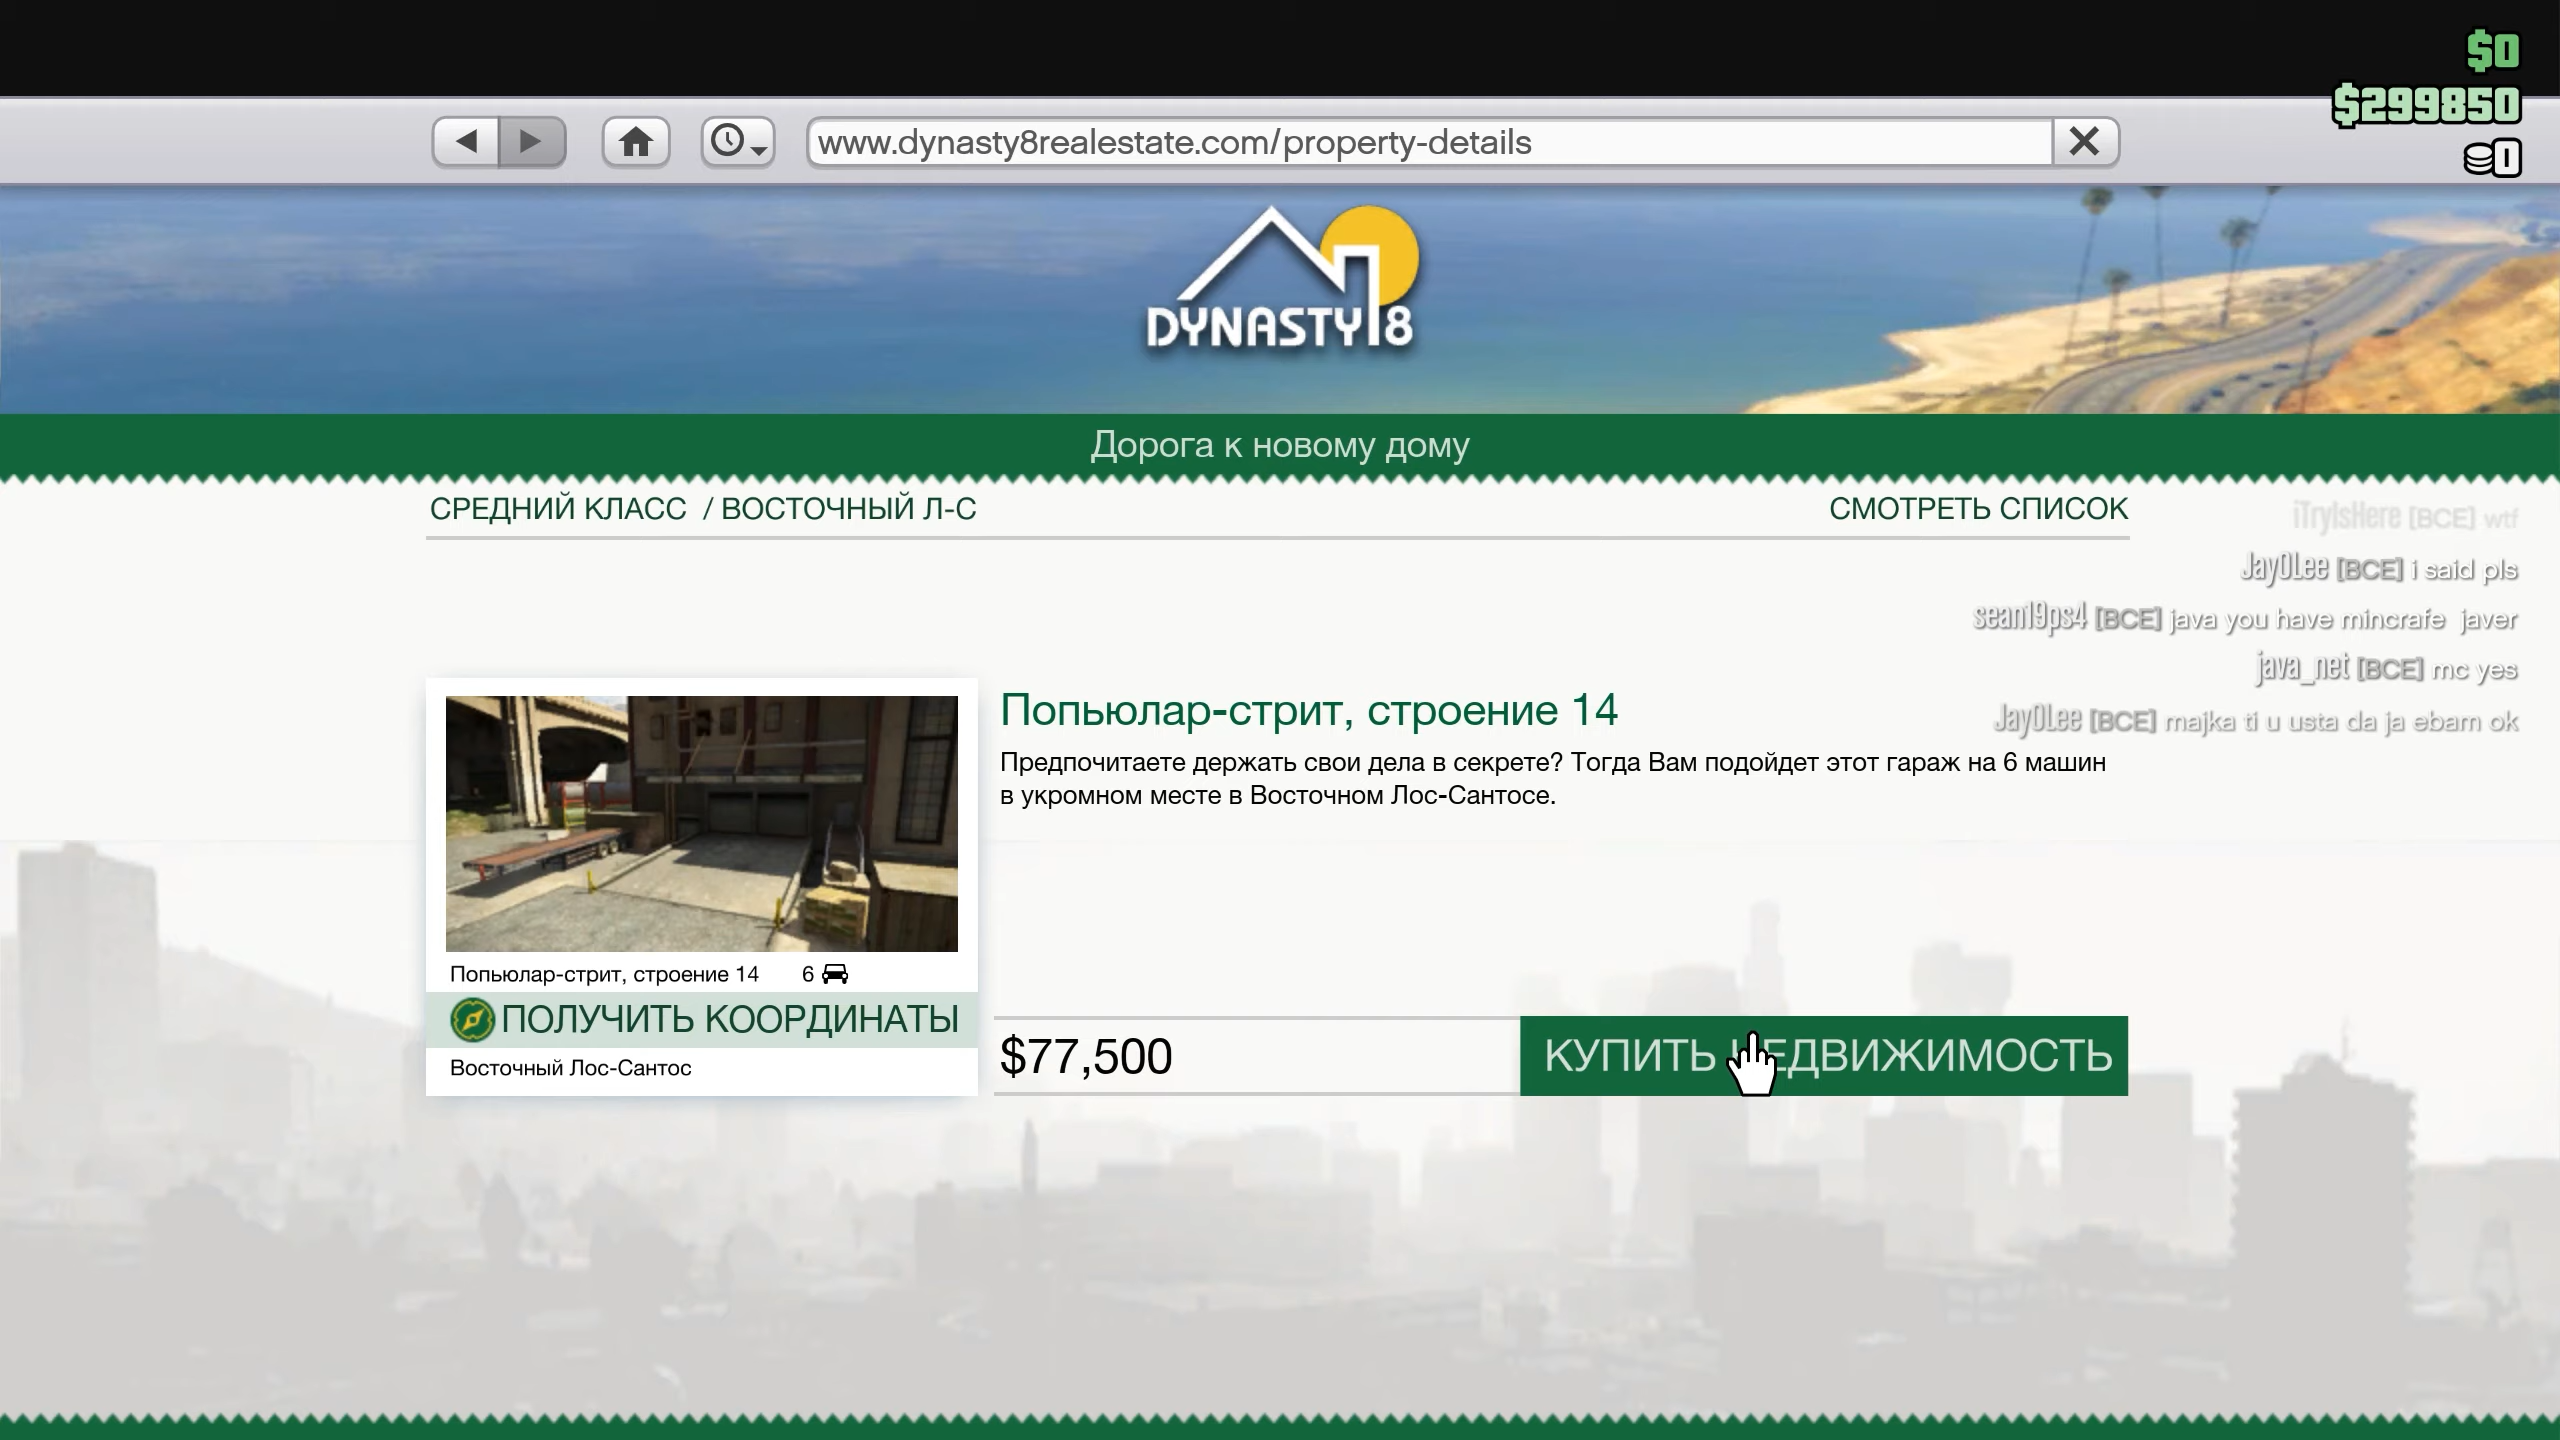 $0
$299850
1
www.dynasty8realestate.com/property-details
DYNASTY 8
Дорога к новому дому
СРЕДНИЙ КЛАСС / ВОСТОЧНЫЙ Л-С
СМОТРЕТЬ СПИСОК
iTryIsHere [ВСЕ] wtf
JayOLee [ВСЕ] i said pls
sean19ps4 [ВСЕ] java you have mincrafe javer
java_net [ВСЕ] mc yes
JayOLee [ВСЕ] majka ti u usta da ja ebam ok
Попьюлар-стрит, строение 14
Предпочитаете держать свои дела в секрете? Тогда Вам подойдет этот гараж на 6 машин
в укромном месте в Восточном Лос-Сантосе.
Попьюлар-стрит, строение 14 6
ПОЛУЧИТЬ КООРДИНАТЫ
Восточный Лос-Сантос
$77,500
КУПИТЬ НЕДВИЖИМОСТЬ